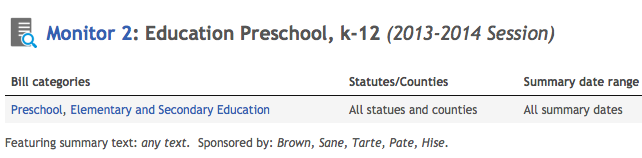 Monitor 2: Education Preschool, k-12 (2013-2014 Session)
Bill categories Statutes/Counties Summary date range
Preschool, Elementary and Secondary Education All statues and counties All summary dates
Featuring summary text: any text. Sponsored by: Brown, Sane, Tarte, Pate, Hise.